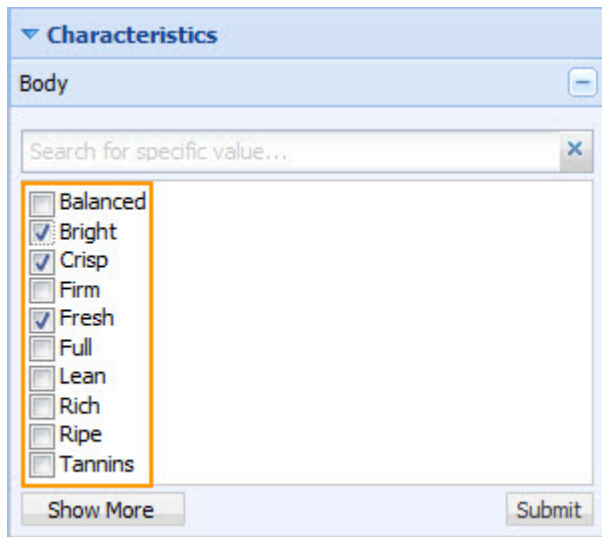 Characteristics
Body
Search for specific value...
Balanced
Bright
Crisp
Firm
Fresh
Full
Lean
Rich
Ripe
Tannins
Show More Submit